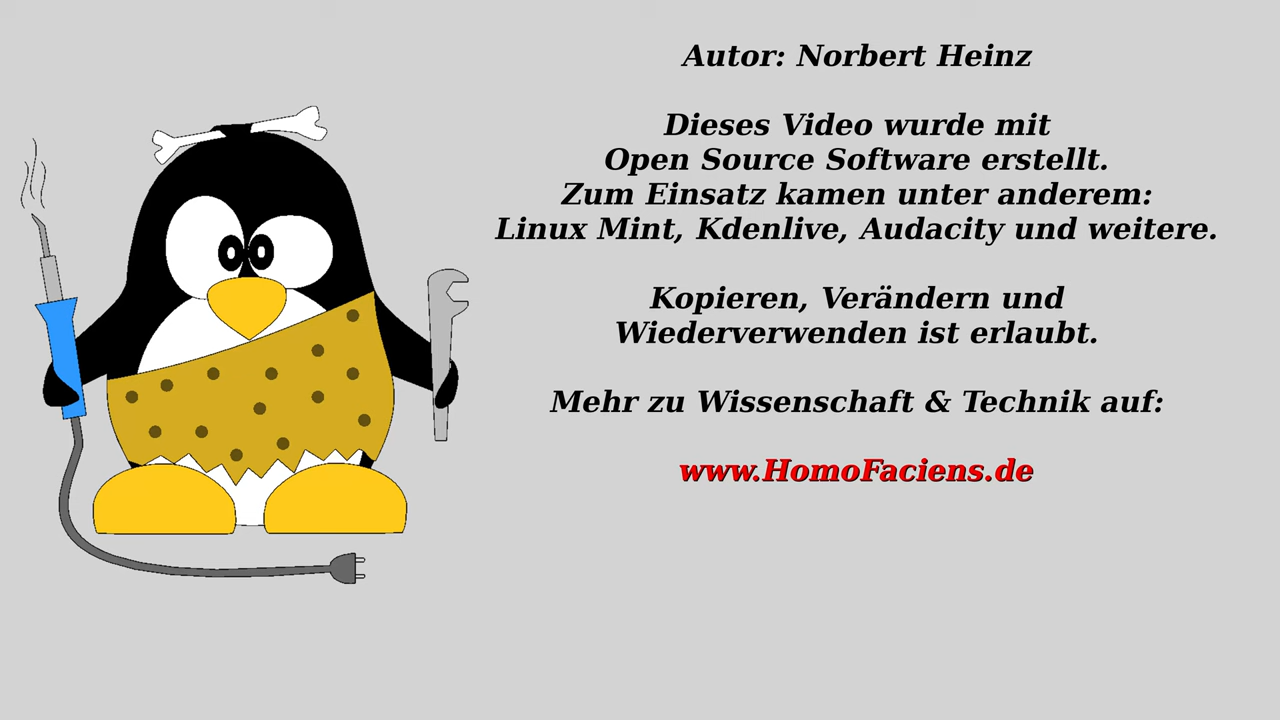 Autor: Norbert Heinz
Dieses Video wurde mit
Open Source Software erstellt.
Zum Einsatz kamen unter anderem:
Linux Mint, Kdenlive, Audacity und weitere.
Kopieren, Verändern und
Wiederverwenden ist erlaubt.
Mehr zu Wissenschaft & Technik auf:
www.HomoFaciens.de